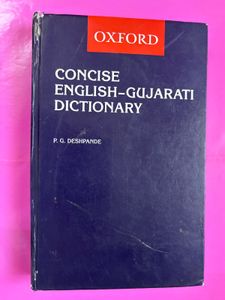 OXFORD
CONCISE
ENGLISH–GUJARATI
DICTIONARY
P. G. DESHPANDE